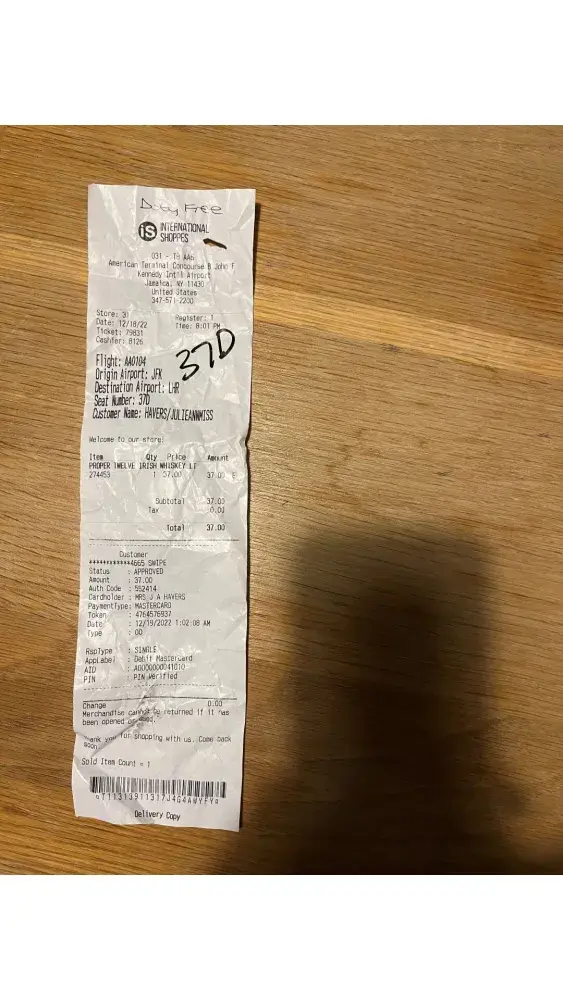 Duty Free
iS INTERNATIONAL
SHOPPES
031 - T8 AAn
American Terminal Concourse B John F
Kennedy Int'l Airport
Jamaica, NY 11430
United States
347-571-2200
Store: 31 Register: 1
Date: 12/18/22 Time: 8:01 PM
Ticket: 79831
Cashier: 8126
37D
Flight: AA0104
Origin Airport: JFK
Destination Airport: LHR
Seat Number: 37D
Customer Name: HAVERS/JULIEANNMISS
Welcome to our store!
Item Qty Price Amount
PROPER TWELVE IRISH WHISKEY LT
274453 1 37.00 37.00
Subtotal 37.00
Tax 0.00
Total 37.00
Customer
************4665 SWIPE
Status : APPROVED
Amount : 37.00
Auth Code : 552414
Cardholder : MRS J A HAVERS
PaymentType: MASTERCARD
Token : 4764576937
Date : 12/19/2022 1:02:08 AM
Type : 00
RspType : SINGLE
AppLabel : Debit Mastercard
AID : A0000000041010
PIN : PIN Verified
Change 0.00
Merchandise cannot be returned if it has
been opened or used.
Thank you for shopping with us. Come back
soon.
Sold Item Count = 1
Delivery Copy